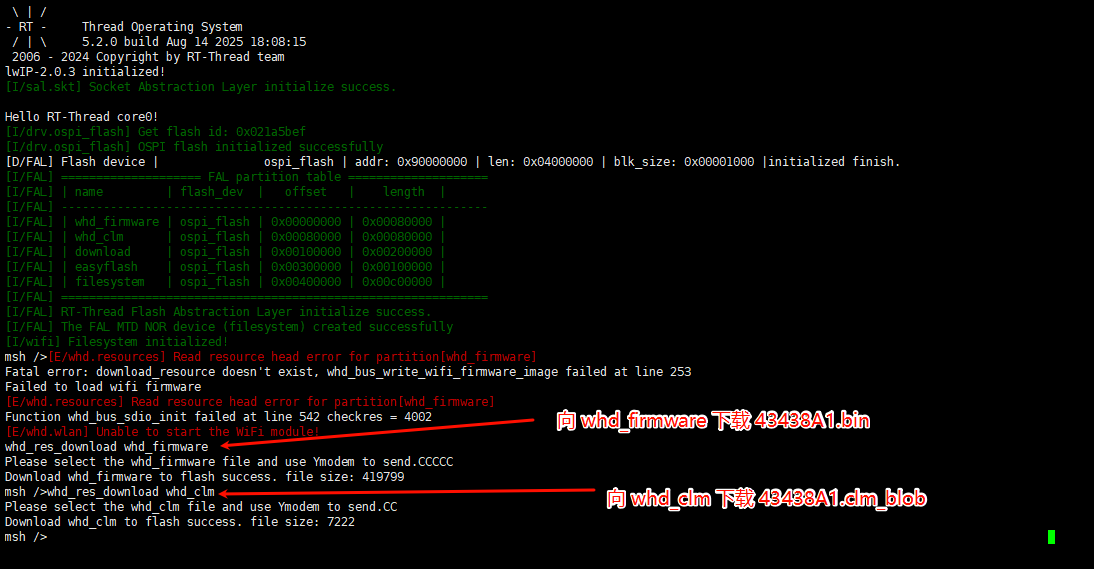 \ | /
- RT -     Thread Operating System
/ | \     5.2.0 build Aug 14 2025 18:08:15
2006 - 2024 Copyright by RT-Thread team
lwIP-2.0.3 initialized!
[I/sal.skt] Socket Abstraction Layer initialize success.
Hello RT-Thread core0!
[I/drv.ospi_flash] Get flash id: 0x021a5bef
[I/drv.ospi_flash] OSPI flash initialized successfully
[D/FAL] Flash device |               ospi_flash | addr: 0x90000000 | len: 0x04000000 | blk_size: 0x00001000 |initialized finish.
[I/FAL] ==================== FAL partition table ====================
[I/FAL] | name         | flash_dev  |   offset   |    length  |
[I/FAL] -------------------------------------------------------------
[I/FAL] | whd_firmware | ospi_flash | 0x00000000 | 0x00080000 |
[I/FAL] | whd_clm      | ospi_flash | 0x00080000 | 0x00080000 |
[I/FAL] | download     | ospi_flash | 0x00100000 | 0x00200000 |
[I/FAL] | easyflash    | ospi_flash | 0x00300000 | 0x00100000 |
[I/FAL] | filesystem   | ospi_flash | 0x00400000 | 0x00c00000 |
[I/FAL] =============================================================
[I/FAL] RT-Thread Flash Abstraction Layer initialize success.
[I/FAL] The FAL MTD NOR device (filesystem) created successfully
[I/wifi] Filesystem initialized!
msh />[E/whd.resources] Read resource head error for partition[whd_firmware]
Fatal error: download_resource doesn't exist, whd_bus_write_wifi_firmware_image failed at line 253
Failed to load wifi firmware
[E/whd.resources] Read resource head error for partition[whd_firmware]
Function whd_bus_sdio_init failed at line 542 checkres = 4002
向 whd_firmware 下载 43438A1.bin
[E/whd.wlan] Unable to start the WiFi module!
whd_res_download whd_firmware
Please select the whd_firmware file and use Ymodem to send.CCCCC
Download whd_firmware to flash success. file size: 419799
msh />whd_res_download whd_clm
向 whd_clm 下载 43438A1.clm_blob
Please select the whd_clm file and use Ymodem to send.CC
Download whd_clm to flash success. file size: 7222
msh />